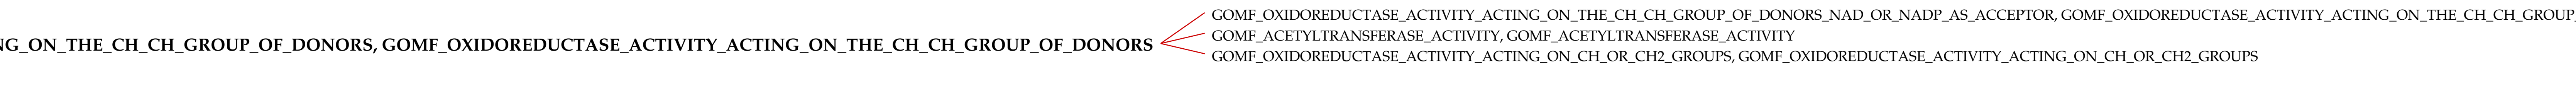 GOMF_OXIDOREDUCTASE_ACTIVITY_ACTING_ON_THE_CH_CH_GROUP_OF_DONORS_NAD_OR_NADP_AS_ACCEPTOR, GOMF_OXIDOREDUCTASE_ACTIVITY_ACTING_ON_THE_CH_CH_GROUP
GOMF_ACETYLTRANSFERASE_ACTIVITY, GOMF_ACETYLTRANSFERASE_ACTIVITY
NG_ON_THE_CH_CH_GROUP_OF_DONORS, GOMF_OXIDOREDUCTASE_ACTIVITY_ACTING_ON_THE_CH_CH_GROUP_OF_DONORS
GOMF_OXIDOREDUCTASE_ACTIVITY_ACTING_ON_CH_OR_CH2_GROUPS, GOMF_OXIDOREDUCTASE_ACTIVITY_ACTING_ON_CH_OR_CH2_GROUPS